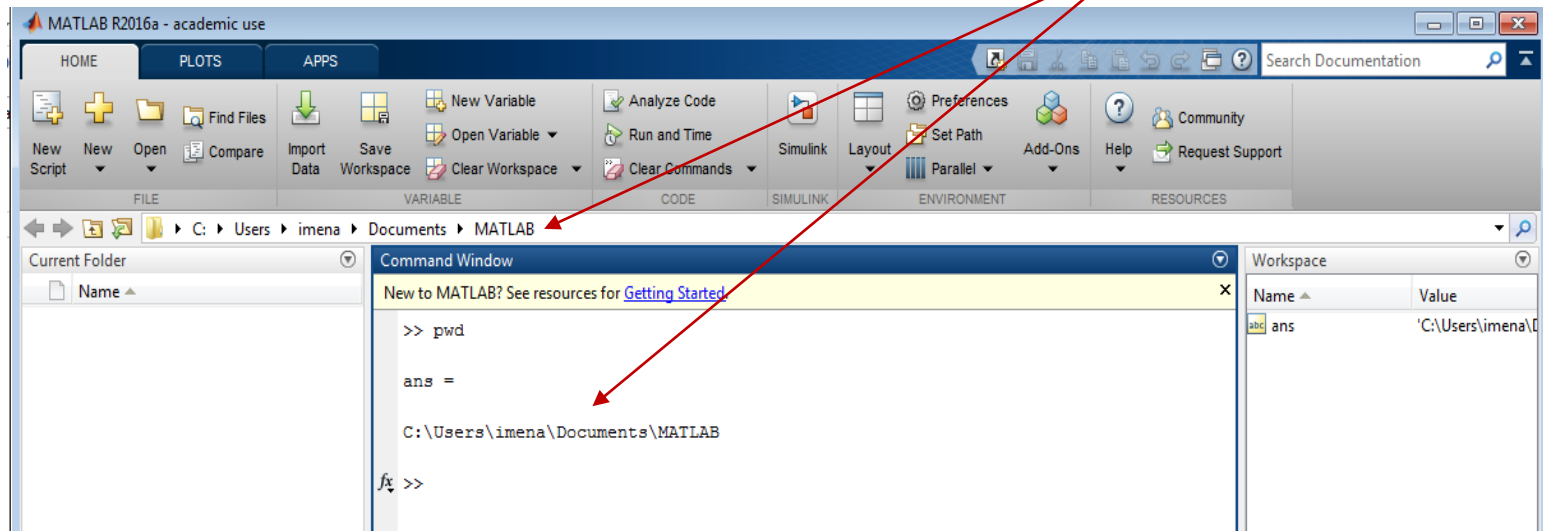 MATLAB R2016a - academic use
HOME PLOTS APPS Search Documentation
New Script
New
Open
Find Files
Compare
FILE
Import Data
Save Workspace
New Variable
Open Variable
Clear Workspace
VARIABLE
Analyze Code
Run and Time
Clear Commands
CODE
Simulink
SIMULINK
Layout
Preferences
Set Path
Parallel
Add-Ons
ENVIRONMENT
Help
Community
Request Support
RESOURCES
C: Users imena Documents MATLAB
Current Folder
Name
Command Window
New to MATLAB? See resources for Getting Started.
>> pwd
ans =
C:\Users\imena\Documents\MATLAB
fx >>
Workspace
Name Value
abc ans 'C:\Users\imena\